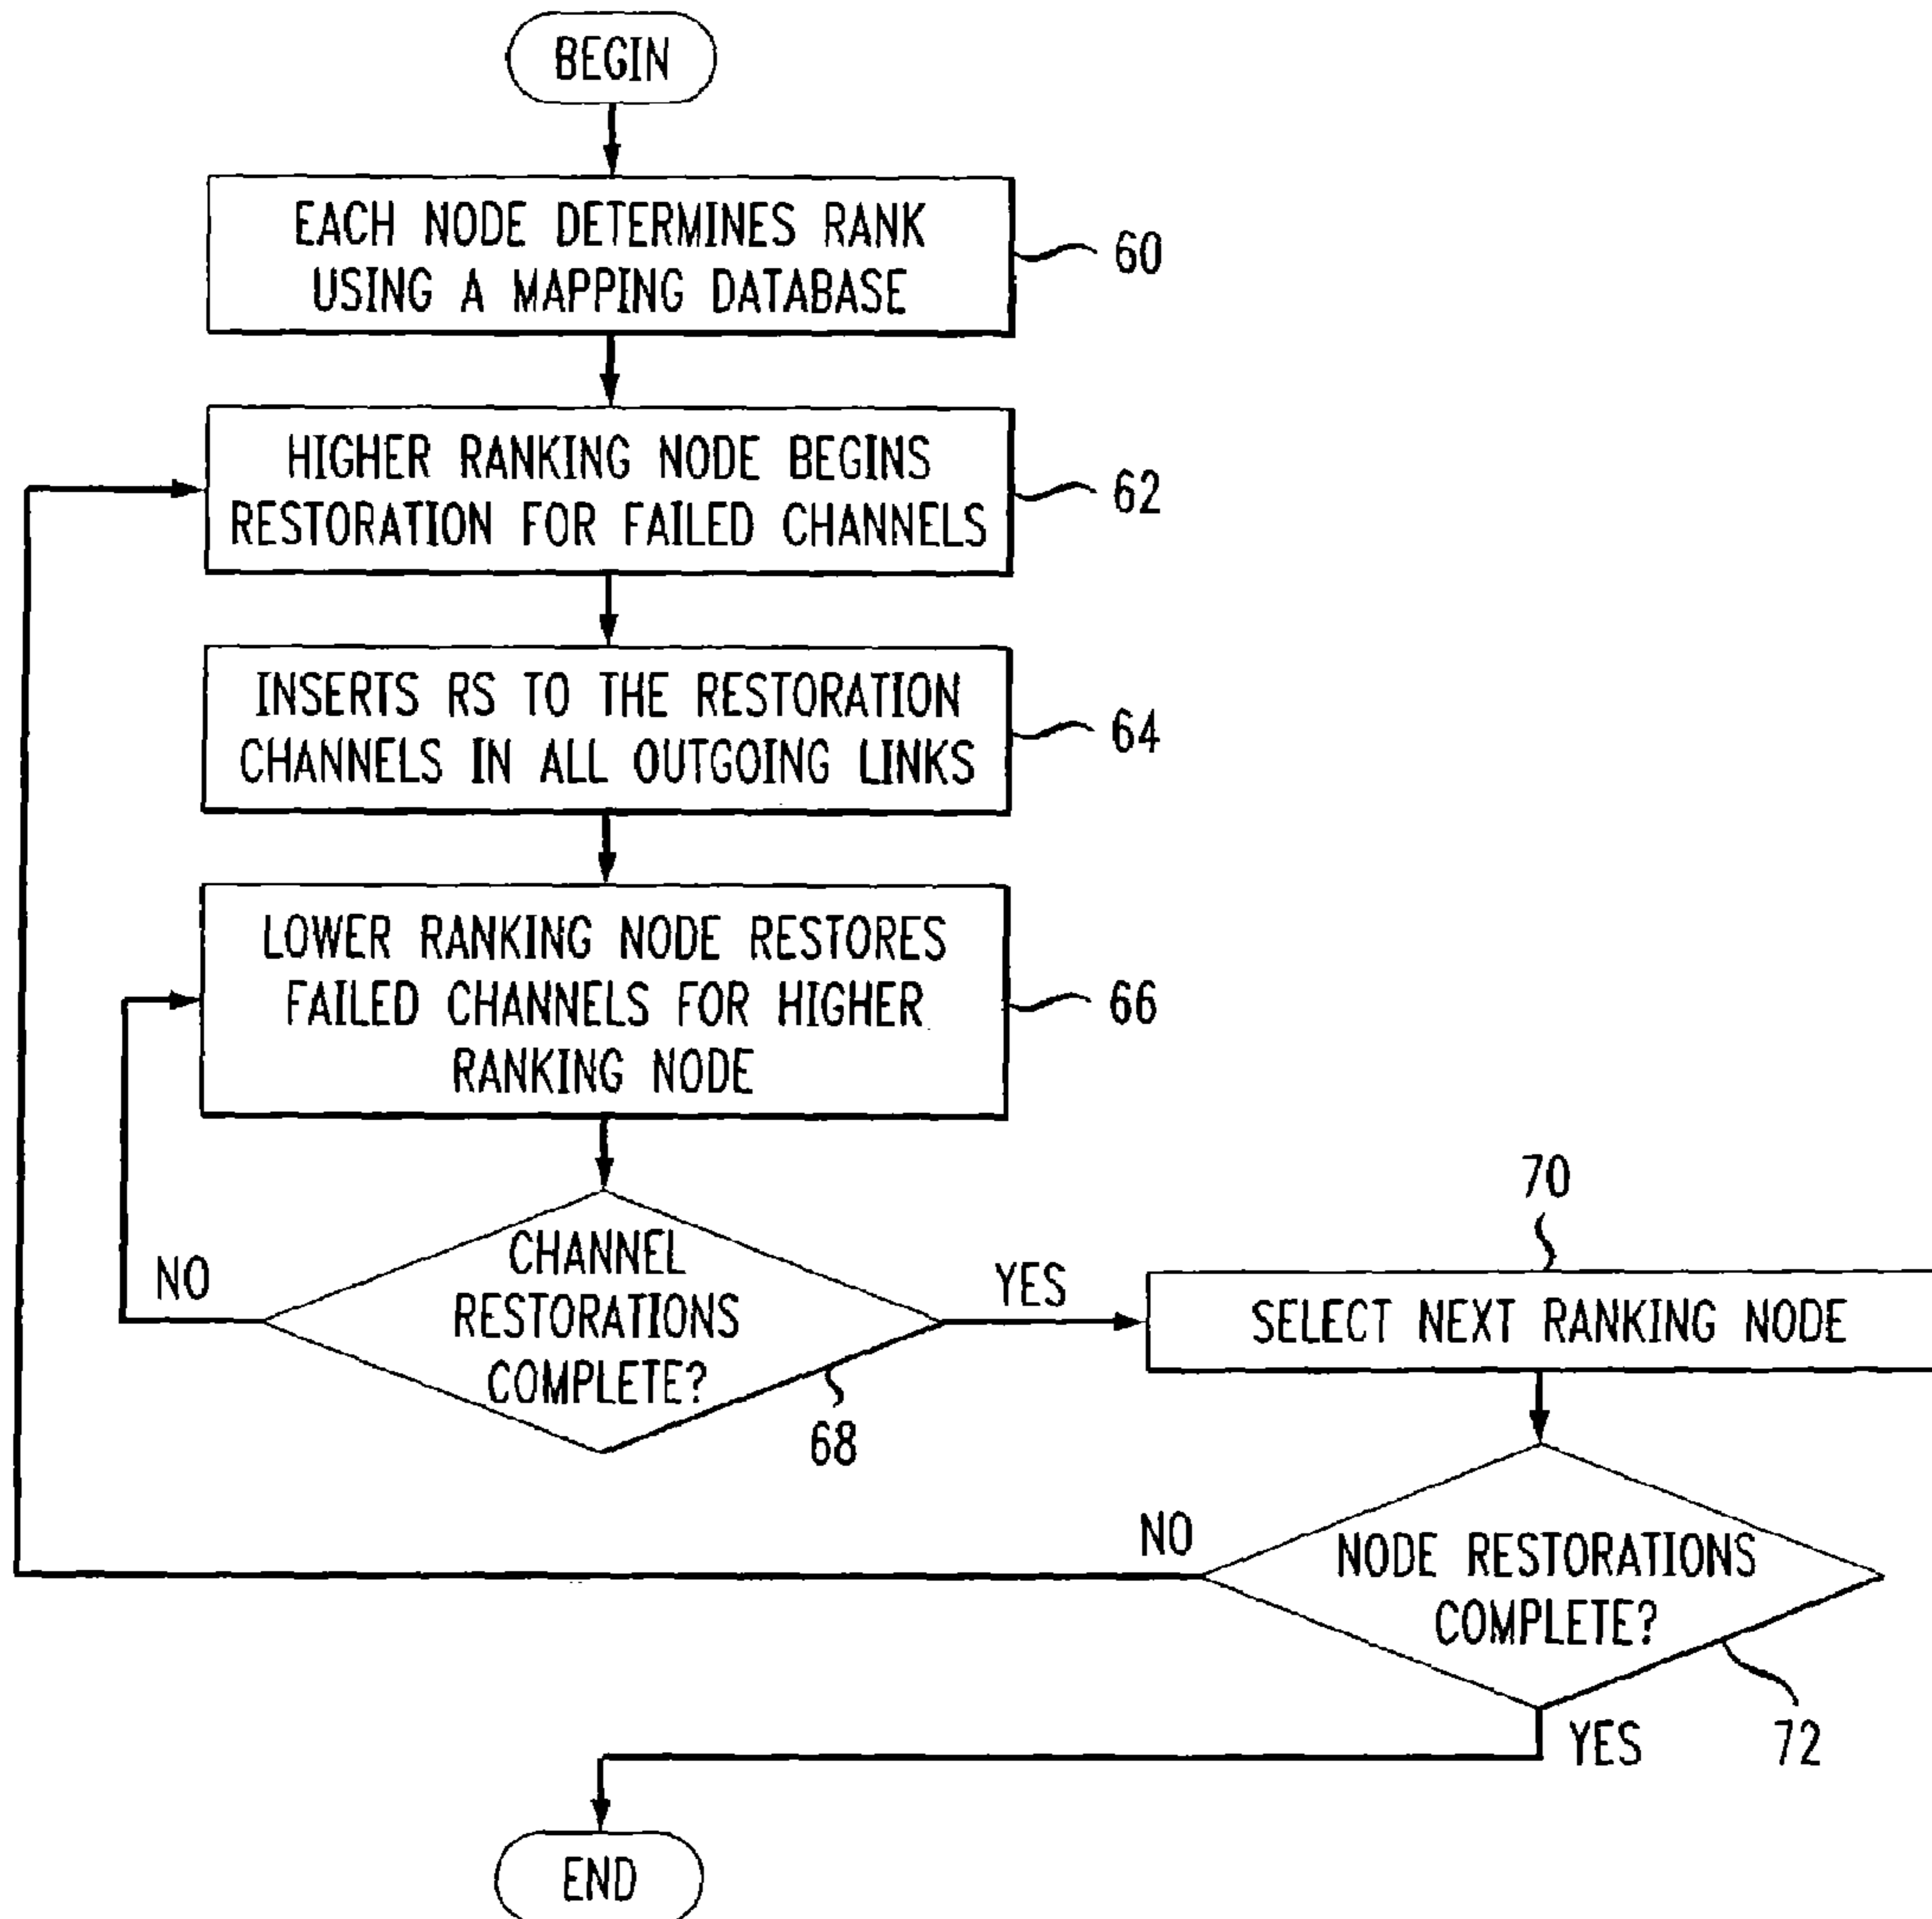 BEGIN
EACH NODE DETERMINES RANK
USING A MAPPING DATABASE
60
HIGHER RANKING NODE BEGINS
RESTORATION FOR FAILED CHANNELS
62
INSERTS RS TO THE RESTORATION
CHANNELS IN ALL OUTGOING LINKS
64
LOWER RANKING NODE RESTORES
FAILED CHANNELS FOR HIGHER
RANKING NODE
66
CHANNEL
RESTORATIONS
COMPLETE?
NO
YES
68
70
SELECT NEXT RANKING NODE
NODE RESTORATIONS
COMPLETE?
NO
YES
72
END